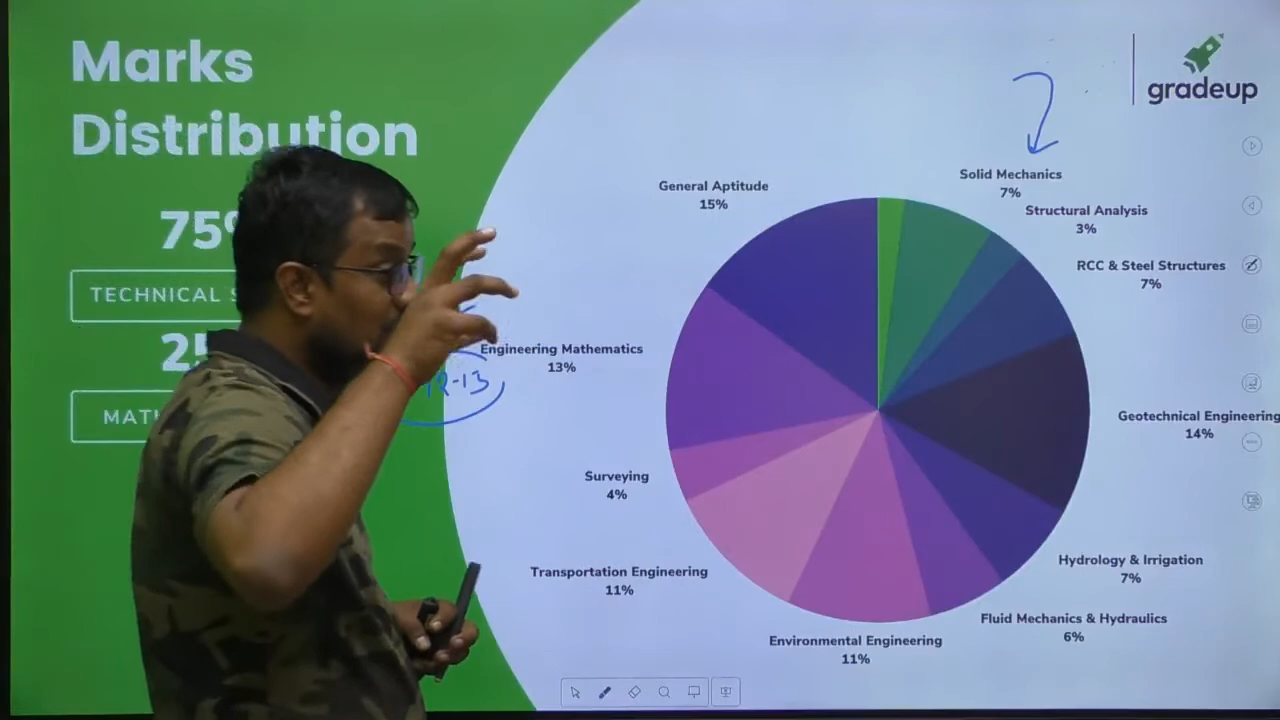 Marks
Distribution
gradeup
75%
TECHNICAL
MATH
General Aptitude
15%
Solid Mechanics
7%
Structural Analysis
3%
RCC & Steel Structures
7%
Engineering Mathematics
13%
12-13
Geotechnical Engineering
14%
Surveying
4%
Hydrology & Irrigation
7%
Transportation Engineering
11%
Fluid Mechanics & Hydraulics
6%
Environmental Engineering
11%